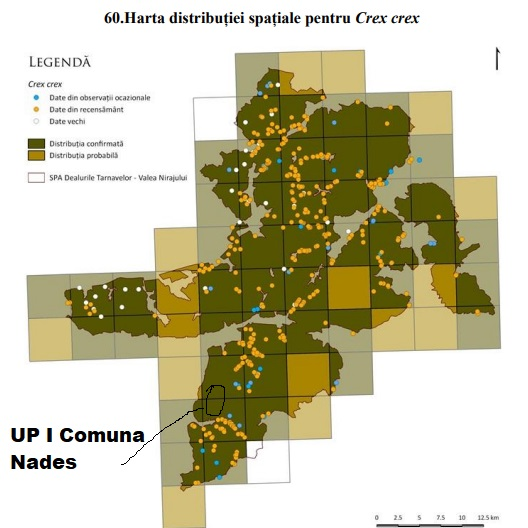 60.Harta distribuției spațiale pentru Crex crex
LEGENDĂ
Crex crex
Date din observații ocazionale
Date din recensământ
Date vechi
Distribuția confirmată
Distribuția probabilă
SPA Dealurile Tarnavelor - Valea Nirajului
UP I Comuna
Nades
0 2.5 5 7.5 10 12.5 km